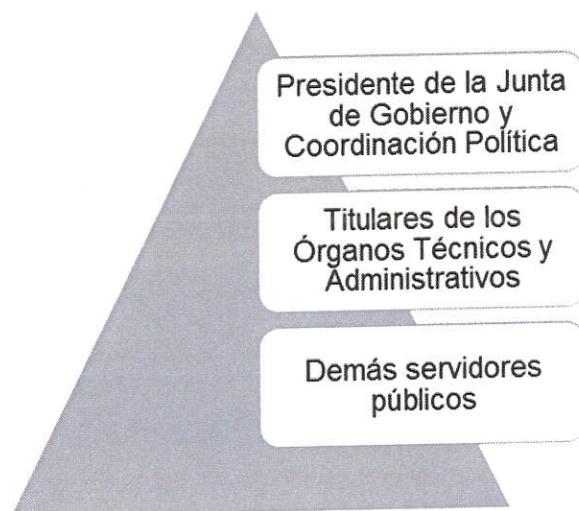 Presidente de la Junta
de Gobierno y
Coordinación Política
Titulares de los
Órganos Técnicos y
Administrativos
Demás servidores
públicos